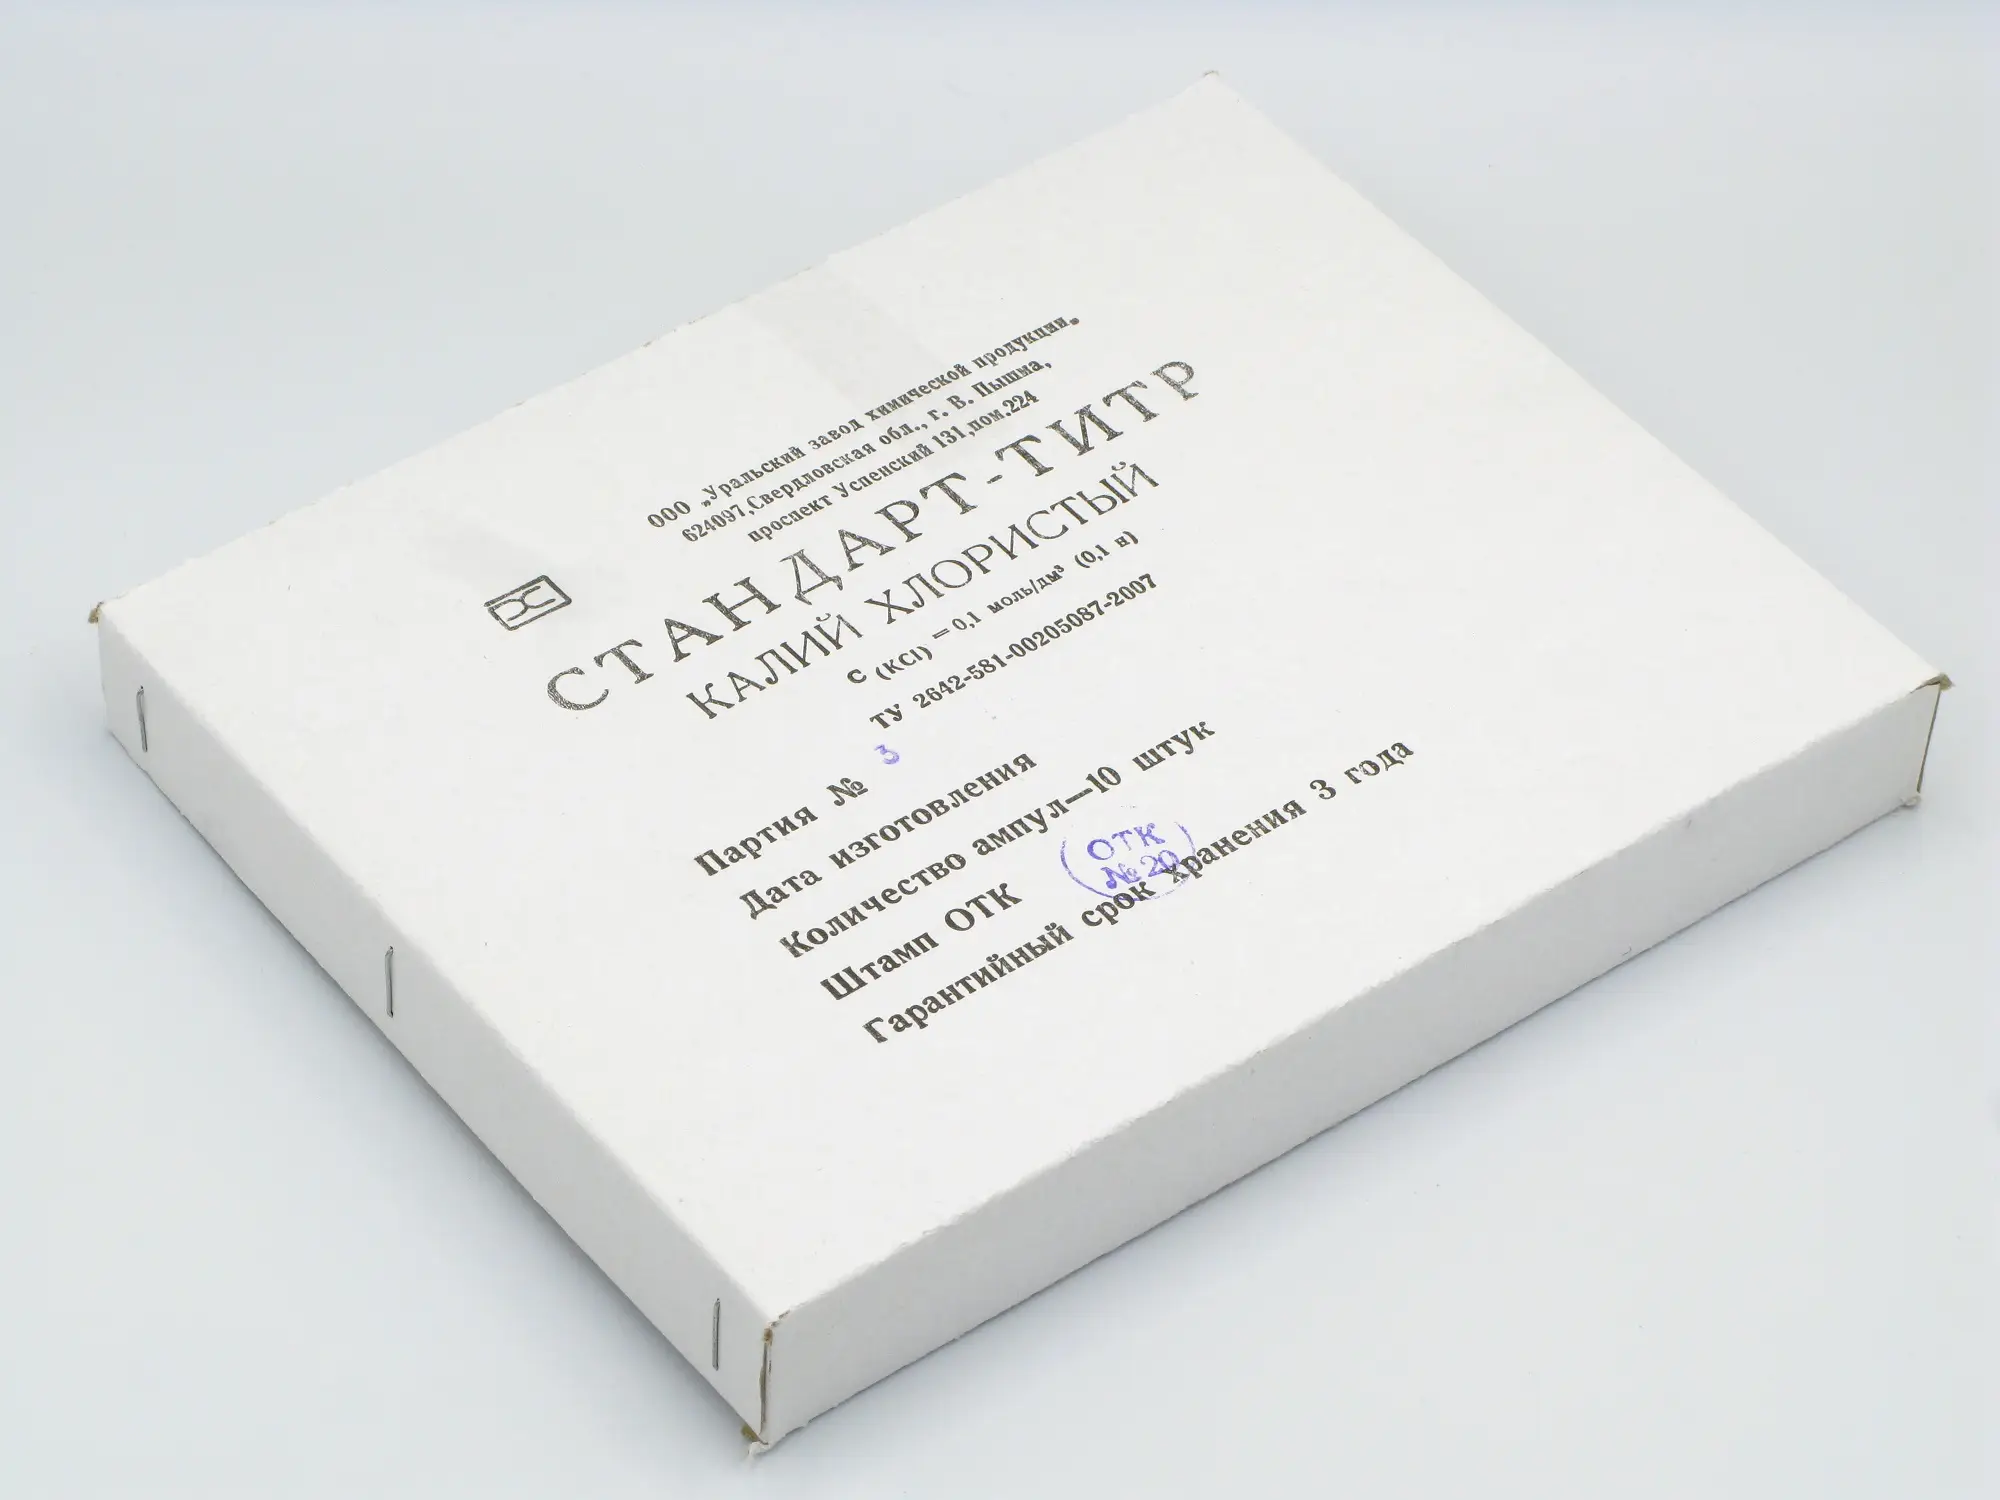 ООО „Уральский завод химической продукции"
624097, Свердловская обл., г. В. Пышма,
проспект Успенский 131, пом. 224
СТАНДАРТ-ТИТР
КАЛИЙ ХЛОРИСТЫЙ
С (KCl) = 0,1 моль/дм³ (0,1 н)
ТУ 2642-581-00205087-2007
Партия № 3
Дата изготовления
Количество ампул—10 штук
Штамп ОТК
ОТК
№ 20
Гарантийный срок хранения 3 года